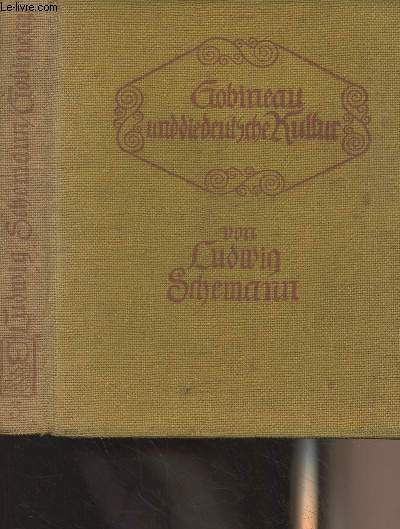 Le-livre.com
Gobineau
und die deutsche Kultur
von
Ludwig
Schemann
Ludwig Schemann, Gobineau